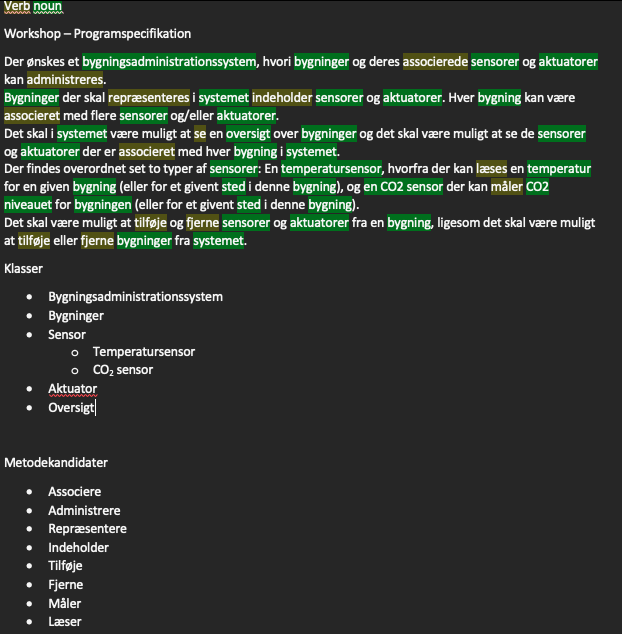 Verb noun
Workshop – Programspecifikation
Der ønskes et bygningsadministrationssystem, hvori bygninger og deres associerede sensorer og aktuatorer
kan administreres.
Bygninger der skal repræsenteres i systemet indeholder sensorer og aktuatorer. Hver bygning kan være
associeret med flere sensorer og/eller aktuatorer.
Det skal i systemet være muligt at se en oversigt over bygninger og det skal være muligt at se de sensorer
og aktuatorer der er associeret med hver bygning i systemet.
Der findes overordnet set to typer af sensorer: En temperatursensor, hvorfra der kan læses en temperatur
for en given bygning (eller for et givent sted i denne bygning), og en CO2 sensor der kan måler CO2
niveauet for bygningen (eller for et givent sted i denne bygning).
Det skal være muligt at tilføje og fjerne sensorer og aktuatorer fra en bygning, ligesom det skal være muligt
at tilføje eller fjerne bygninger fra systemet.
Klasser
• Bygningsadministrationssystem
• Bygninger
• Sensor
o Temperatursensor
o CO₂ sensor
• Aktuator
• Oversigt
Metodekandidater
• Associere
• Administrere
• Repræsentere
• Indeholder
• Tilføje
• Fjerne
• Måler
• Læser